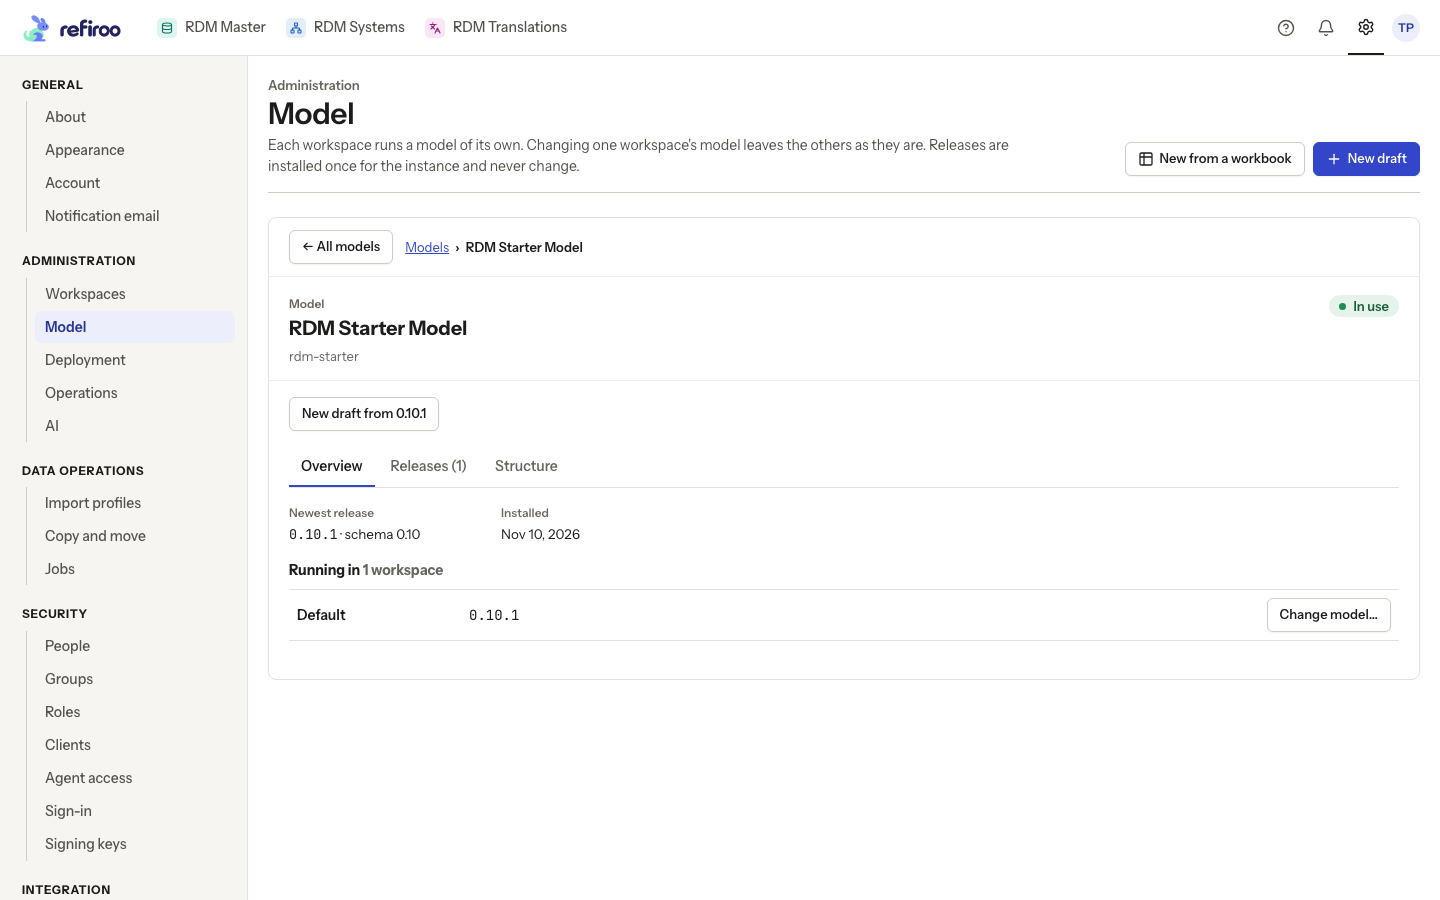 refiroo
RDM Master
RDM Systems
RDM Translations
TP
GENERAL
About
Appearance
Account
Notification email
ADMINISTRATION
Workspaces
Model
Deployment
Operations
AI
DATA OPERATIONS
Import profiles
Copy and move
Jobs
SECURITY
People
Groups
Roles
Clients
Agent access
Sign-in
Signing keys
INTEGRATION
Administration
Model
Each workspace runs a model of its own. Changing one workspace's model leaves the others as they are. Releases are
installed once for the instance and never change.
New from a workbook
+ New draft
← All models
Models › RDM Starter Model
Model
RDM Starter Model
rdm-starter
In use
New draft from 0.10.1
Overview
Releases (1)
Structure
Newest release
0.10.1 · schema 0.10
Installed
Nov 10, 2026
Running in 1 workspace
Default
0.10.1
Change model...